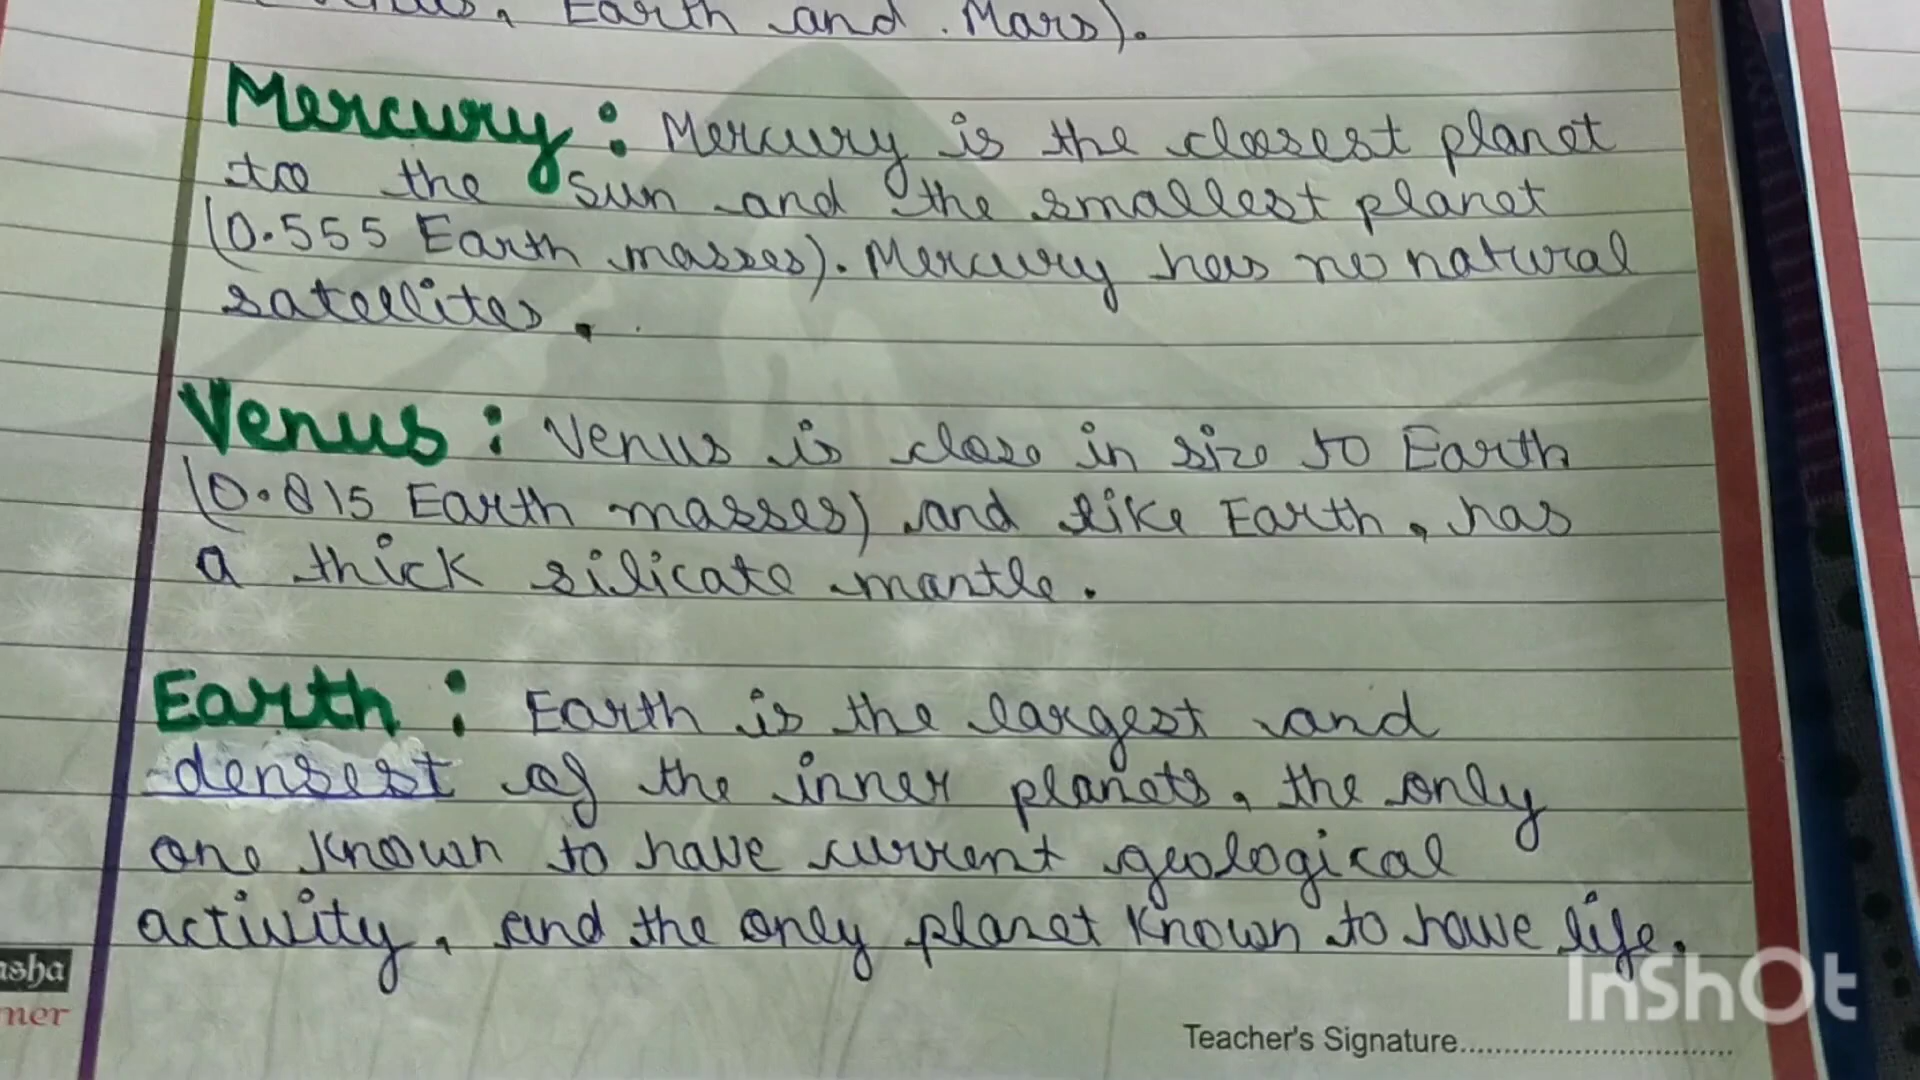 Earth and Mars).
Mercury : Mercury is the closest planet
to the Sun and the smallest planet
(0.555 Earth masses). Mercury has no natural
satellites.
Venus : Venus is close in size to Earth
(0.815 Earth masses) and like Earth, has
a thick silicate mantle.
Earth : Earth is the largest and
densest of the inner planets, the only
one known to have current geological
activity, and the only planet known to have life.
asha
ner
InShOt
Teacher's Signature..............................